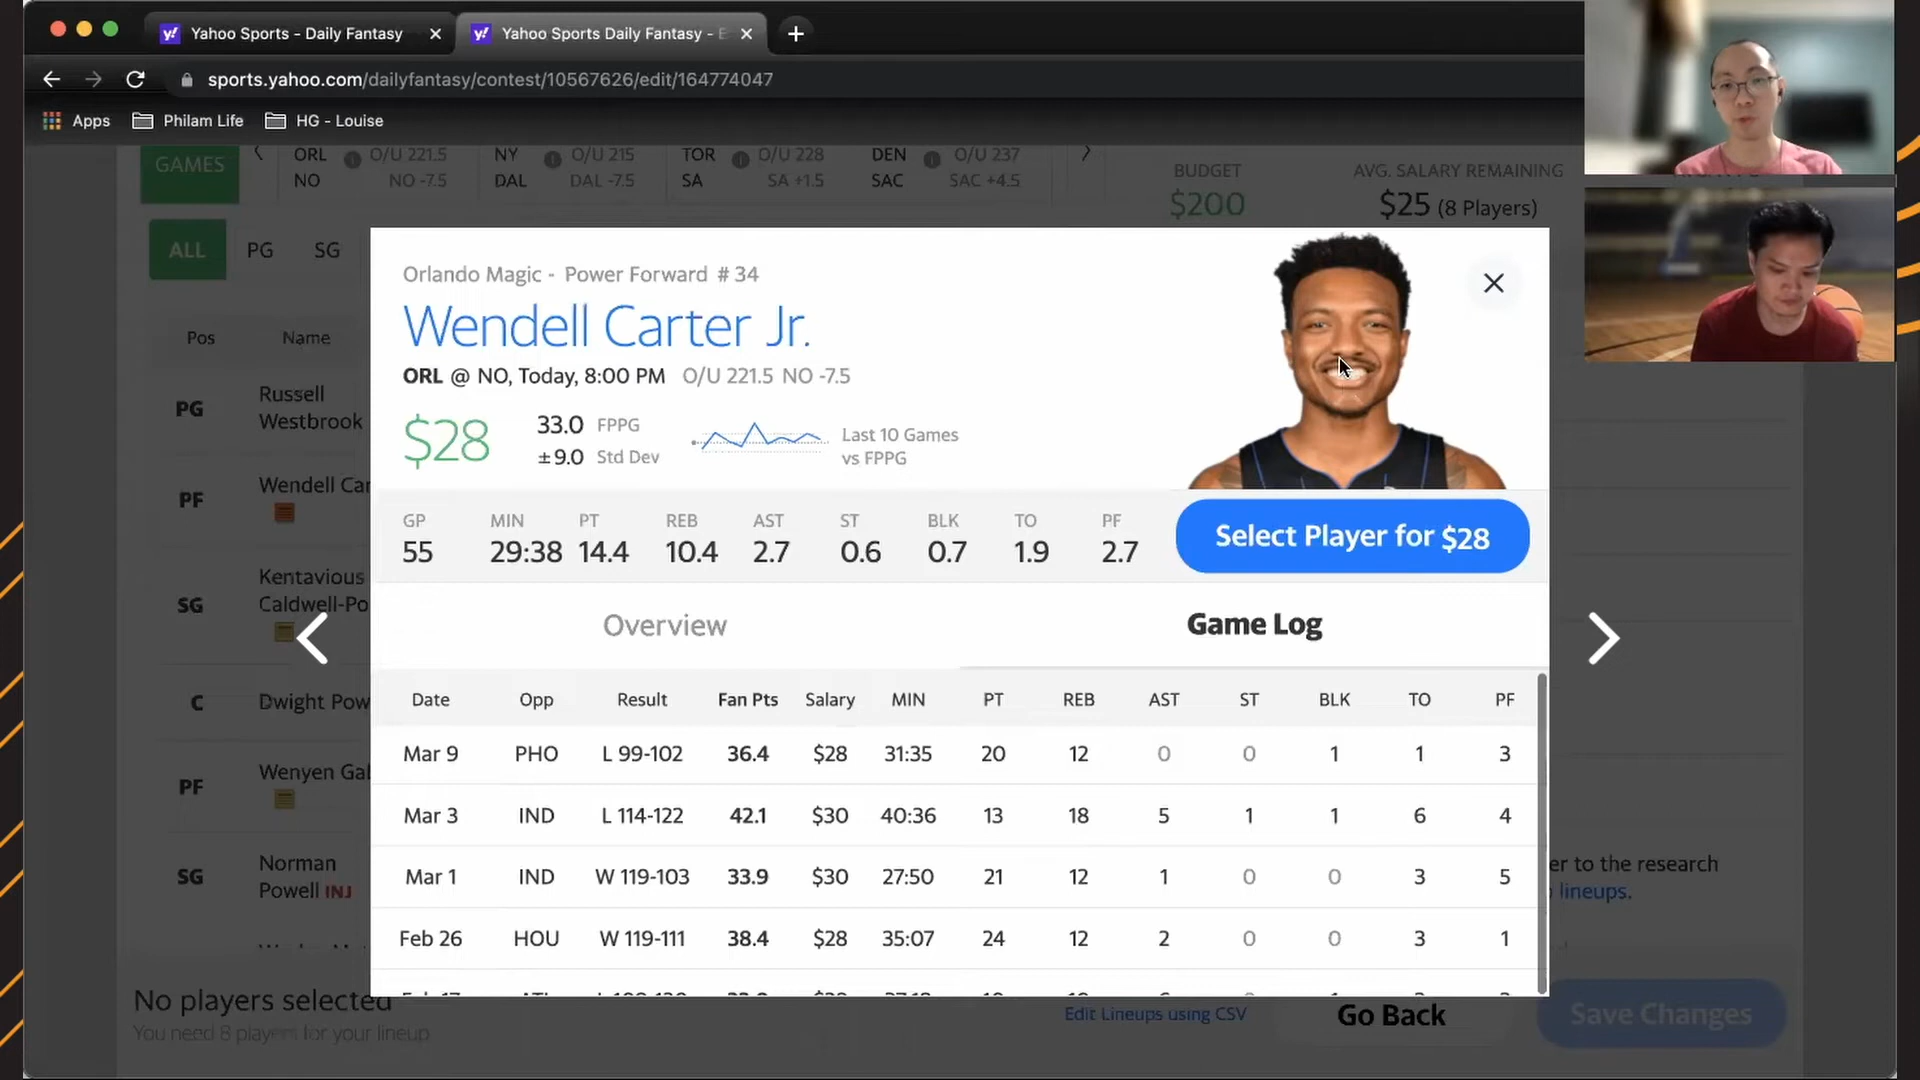 Yahoo Sports - Daily Fantasy
Yahoo Sports Daily Fantasy - E
sports.yahoo.com/dailyfantasy/contest/10567626/edit/164774047
Apps
Philam Life
HG - Louise
GAMES
ORL O/U 221.5
NO NO -7.5
NY O/U 215
DAL DAL -7.5
TOR O/U 228
SA SA +1.5
DEN O/U 237
SAC SAC +4.5
BUDGET
$200
AVG. SALARY REMAINING
$25 (8 Players)
ALL PG SG
Pos Name
PG Russell
Westbrook
PF Wendell Car
SG Kentavious
Caldwell-Po
C Dwight Pow
PF Wenyen Ga
SG Norman
Powell INJ
Orlando Magic - Power Forward # 34
Wendell Carter Jr.
ORL @ NO, Today, 8:00 PM O/U 221.5 NO -7.5
$28
33.0 FPPG
±9.0 Std Dev
Last 10 Games
vs FPPG
GP MIN PT REB AST ST BLK TO PF
55 29:38 14.4 10.4 2.7 0.6 0.7 1.9 2.7
Select Player for $28
Overview
Game Log
Date Opp Result Fan Pts Salary MIN PT REB AST ST BLK TO PF
Mar 9 PHO L 99-102 36.4 $28 31:35 20 12 0 0 1 1 3
Mar 3 IND L 114-122 42.1 $30 40:36 13 18 5 1 1 6 4
Mar 1 IND W 119-103 33.9 $30 27:50 21 12 1 0 0 3 5
Feb 26 HOU W 119-111 38.4 $28 35:07 24 12 2 0 0 3 1
er to the research
lineups.
No players selected
You need 8 players for your lineup
Edit Lineups using CSV
Go Back
Save Changes